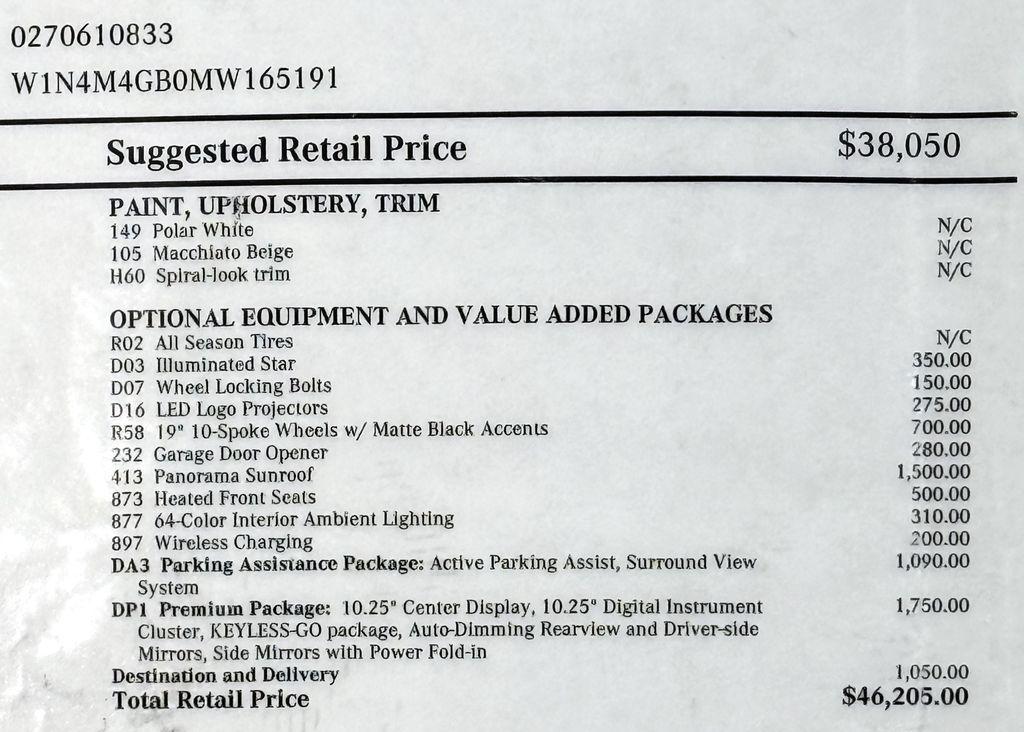 0270610833
W1N4M4GB0MW165191
Suggested Retail Price $38,050
PAINT, UPHOLSTERY, TRIM
149 Polar White N/C
105 Macchiato Beige N/C
H60 Spiral-look trim N/C
OPTIONAL EQUIPMENT AND VALUE ADDED PACKAGES
R02 All Season Tires N/C
D03 Illuminated Star 350.00
D07 Wheel Locking Bolts 150.00
D16 LED Logo Projectors 275.00
R58 19" 10-Spoke Wheels w/ Matte Black Accents 700.00
232 Garage Door Opener 280.00
413 Panorama Sunroof 1,500.00
873 Heated Front Seats 500.00
877 64-Color Interior Ambient Lighting 310.00
897 Wireless Charging 200.00
DA3 Parking Assistance Package: Active Parking Assist, Surround View 1,090.00
System
DP1 Premium Package: 10.25" Center Display, 10.25" Digital Instrument 1,750.00
Cluster, KEYLESS-GO package, Auto-Dimming Rearview and Driver-side
Mirrors, Side Mirrors with Power Fold-in
Destination and Delivery 1,050.00
Total Retail Price $46,205.00